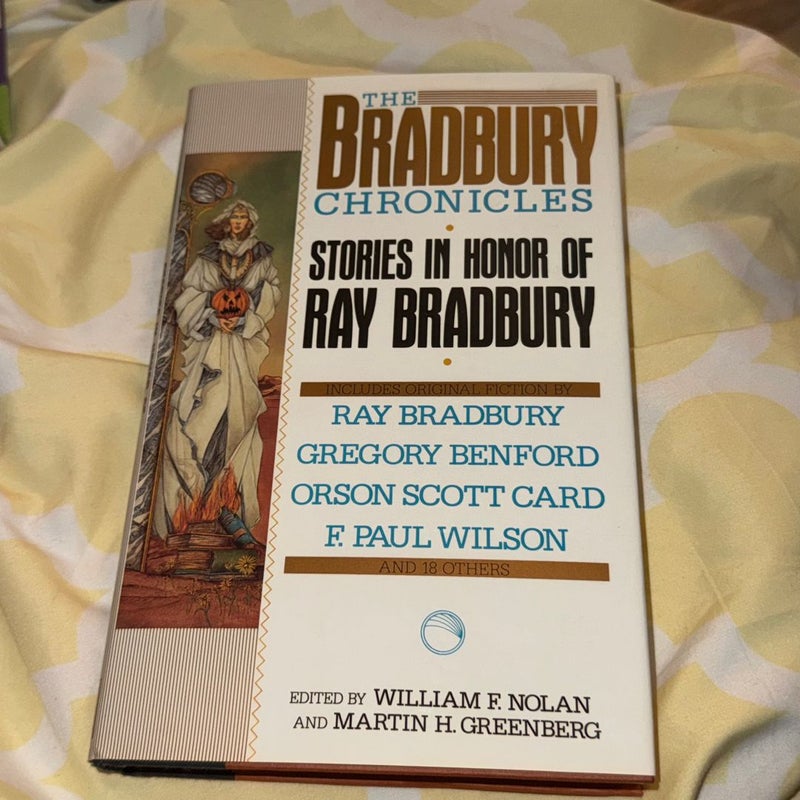 THE
BRADBURY
CHRONICLES
STORIES IN HONOR OF
RAY BRADBURY
INCLUDES ORIGINAL FICTION BY
RAY BRADBURY
GREGORY BENFORD
ORSON SCOTT CARD
F. PAUL WILSON
AND 18 OTHERS
EDITED BY WILLIAM F. NOLAN
AND MARTIN H. GREENBERG